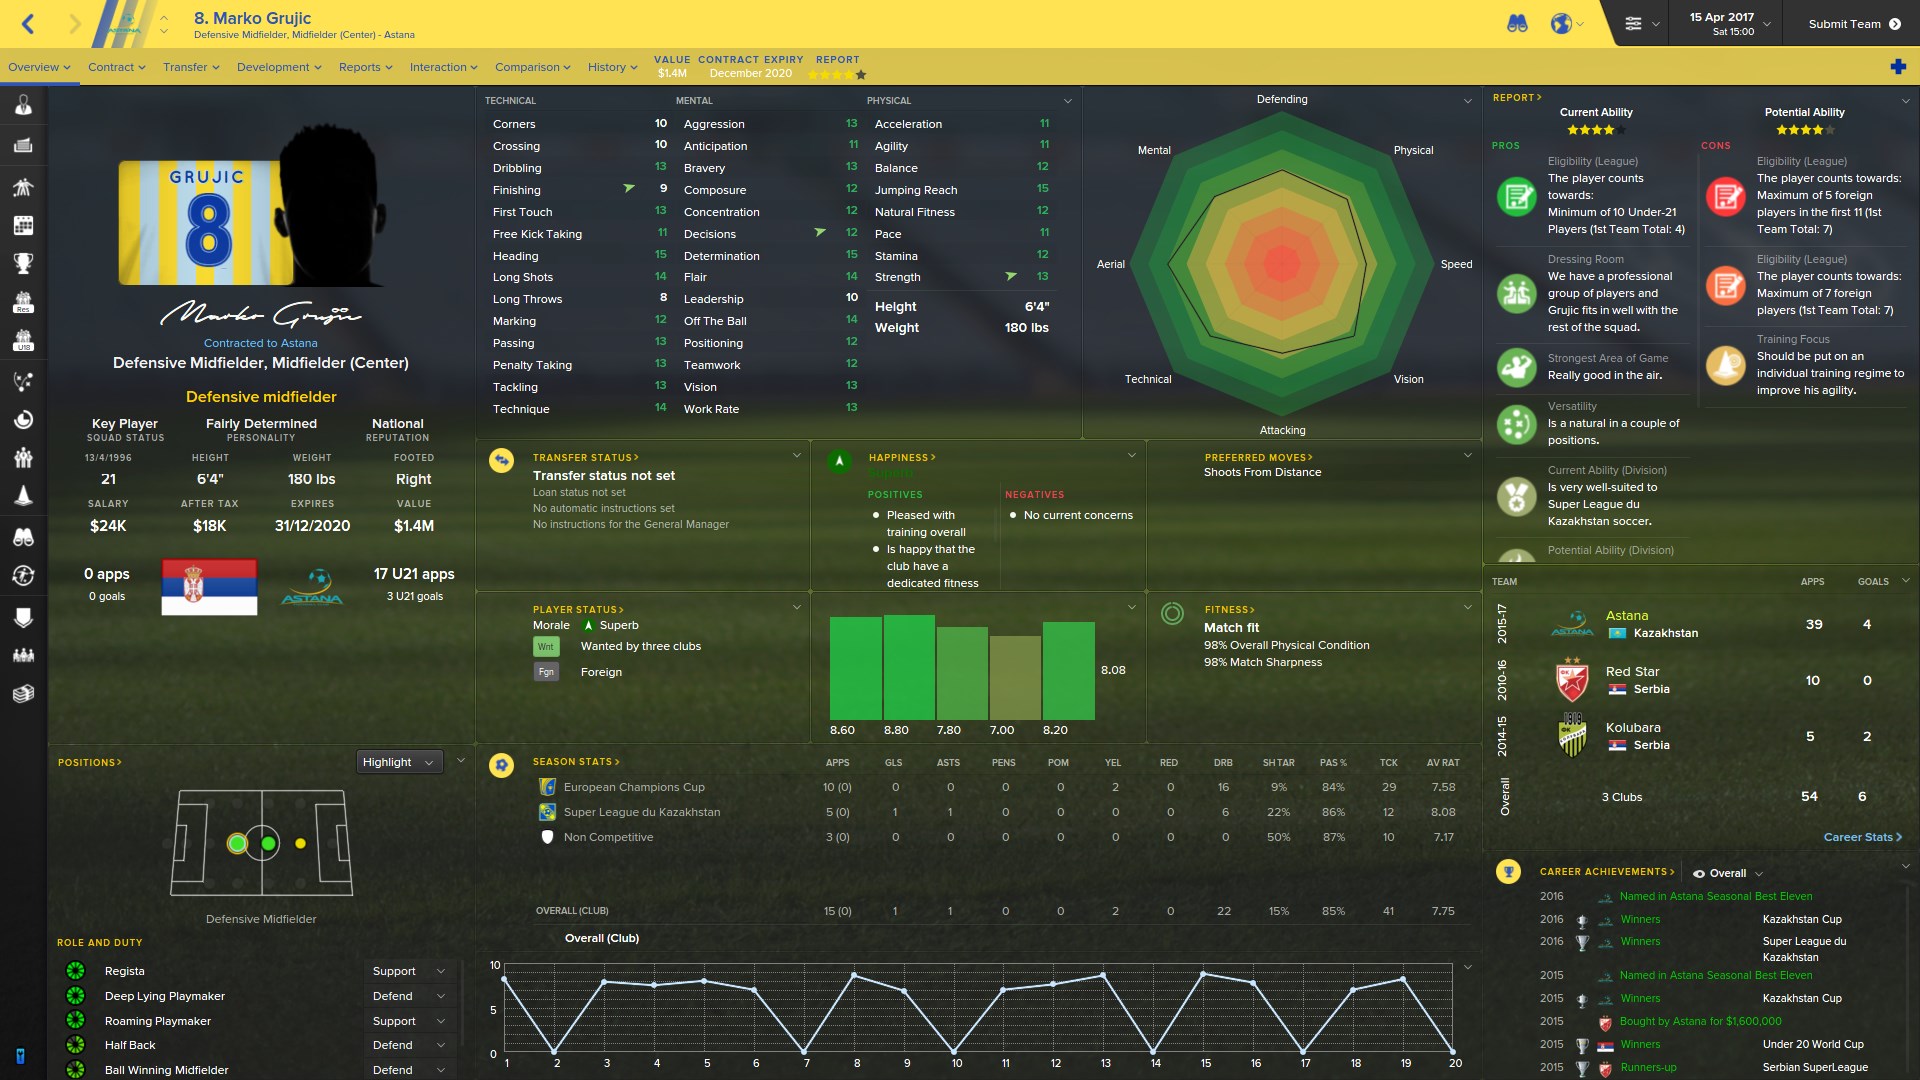 8. Marko Grujic
Defensive Midfielder, Midfielder (Center) - Astana
15 Apr 2017
Sat 15:00
Submit Team
Overview
Contract
Transfer
Development
Reports
Interaction
Comparison
History
VALUE
$1.4M
CONTRACT EXPIRY
December 2020
REPORT
Res
U18
GRUJIC
8
Marko Grujic
Contracted to Astana
Defensive Midfielder, Midfielder (Center)
Defensive midfielder
Key Player
SQUAD STATUS
Fairly Determined
PERSONALITY
National
REPUTATION
13/4/1996
21
HEIGHT
6'4"
WEIGHT
180 lbs
FOOTED
Right
SALARY
$24K
AFTER TAX
$18K
EXPIRES
31/12/2020
VALUE
$1.4M
0 apps
0 goals
ASTANA
17 U21 apps
3 U21 goals
POSITIONS>
Highlight
Defensive Midfielder
ROLE AND DUTY
Regista Support
Deep Lying Playmaker Defend
Roaming Playmaker Support
Half Back Defend
Ball Winning Midfielder Defend
TECHNICAL
Corners 10
Crossing 10
Dribbling 13
Finishing 9
First Touch 13
Free Kick Taking 11
Heading 15
Long Shots 14
Long Throws 8
Marking 12
Passing 13
Penalty Taking 13
Tackling 13
Technique 14
MENTAL
Aggression 13
Anticipation 11
Bravery 13
Composure 12
Concentration 12
Decisions 12
Determination 15
Flair 14
Leadership 10
Off The Ball 14
Positioning 12
Teamwork 12
Vision 13
Work Rate 13
PHYSICAL
Acceleration 11
Agility 11
Balance 12
Jumping Reach 15
Natural Fitness 12
Pace 11
Stamina 12
Strength 13
Height 6'4"
Weight 180 lbs
Defending
Physical
Speed
Vision
Attacking
Technical
Aerial
Mental
TRANSFER STATUS>
Transfer status not set
Loan status not set
No automatic instructions set
No instructions for the General Manager
HAPPINESS>
Superb
POSITIVES
Pleased with
training overall
Is happy that the
club have a
dedicated fitness
NEGATIVES
No current concerns
PREFERRED MOVES>
Shoots From Distance
PLAYER STATUS>
Morale Superb
Wnt Wanted by three clubs
Fgn Foreign
8.08
8.60 8.80 7.80 7.00 8.20
FITNESS>
Match fit
98% Overall Physical Condition
98% Match Sharpness
SEASON STATS> APPS GLS ASTS PENS POM YEL RED DRB SH TAR PAS % TCK AV RAT
European Champions Cup 10 (0) 0 0 0 0 2 0 16 9% 84% 29 7.58
Super League du Kazakhstan 5 (0) 1 1 0 0 0 0 6 22% 86% 12 8.08
Non Competitive 3 (0) 0 0 0 0 0 0 0 50% 87% 10 7.17
OVERALL (CLUB) 15 (0) 1 1 0 0 2 0 22 15% 85% 41 7.75
Overall (Club)
10
5
0
1 2 3 4 5 6 7 8 9 10 11 12 13 14 15 16 17 18 19 20
REPORT>
Current Ability
Potential Ability
PROS
Eligibility (League)
The player counts
towards:
Minimum of 10 Under-21
Players (1st Team Total: 4)
Dressing Room
We have a professional
group of players and
Grujic fits in well with the
rest of the squad.
Strongest Area of Game
Really good in the air.
Versatility
Is a natural in a couple of
positions.
Current Ability (Division)
Is very well-suited to
Super League du
Kazakhstan soccer.
Potential Ability (Division)
CONS
Eligibility (League)
The player counts towards:
Maximum of 5 foreign
players in the first 11 (1st
Team Total: 7)
Eligibility (League)
The player counts towards:
Maximum of 7 foreign
players (1st Team Total: 7)
Training Focus
Should be put on an
individual training regime to
improve his agility.
TEAM APPS GOALS
2015-17 ASTANA Astana 39 4
Kazakhstan
2010-16 Red Star 10 0
Serbia
2014-15 1919 Kolubara 5 2
Serbia
Overall 3 Clubs 54 6
Career Stats >
CAREER ACHIEVEMENTS> Overall
2016 Named in Astana Seasonal Best Eleven
2016 Winners Kazakhstan Cup
2016 Winners Super League du
Kazakhstan
2015 Named in Astana Seasonal Best Eleven
2015 Winners Kazakhstan Cup
2015 Bought by Astana for $1,600,000
2015 Winners Under 20 World Cup
2015 Runners-up Serbian SuperLeague